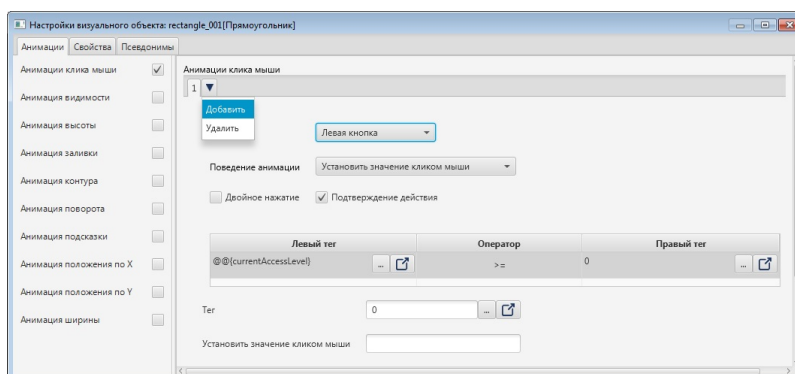 Настройки визуального объекта: rectangle_001[Прямоугольник]
Анимации Свойства Псевдонимы
Анимации клика мыши
Анимация видимости
Анимация высоты
Анимация заливки
Анимация контура
Анимация поворота
Анимация подсказки
Анимация положения по X
Анимация положения по Y
Анимация ширины
Анимации клика мыши
1
Добавить
Удалить
Левая кнопка
Поведение анимации Установить значение кликом мыши
Двойное нажатие Подтверждение действия
Левый тег Оператор Правый тег
@@{currentAccessLevel} ... >= 0 ...
Тег 0 ...
Установить значение кликом мыши